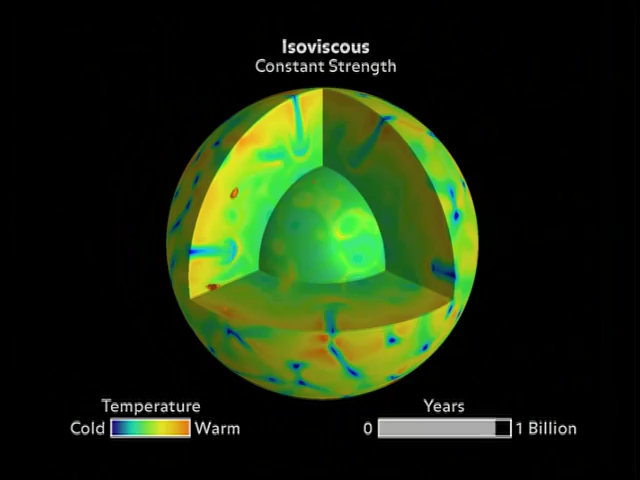 Isoviscous
Constant Strength
Temperature
Cold Warm
Years
0 1 Billion